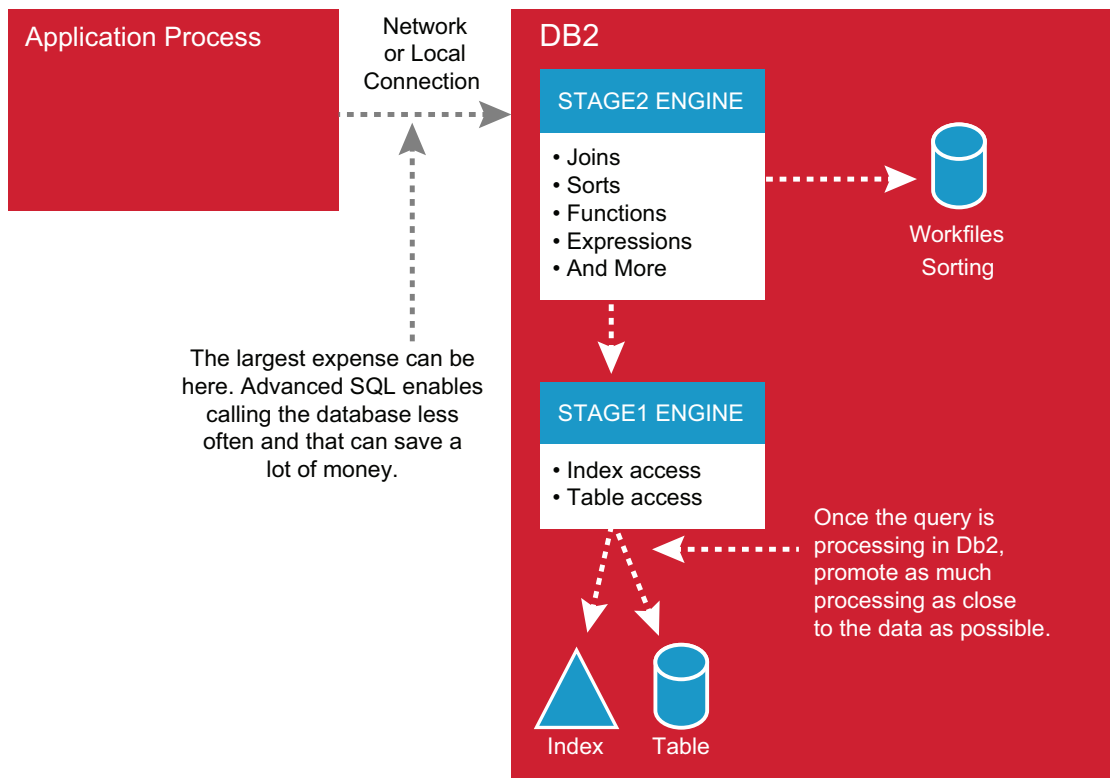 Application Process
Network
or Local
Connection
DB2
STAGE2 ENGINE
• Joins
• Sorts
• Functions
• Expressions
• And More
Workfiles
Sorting
The largest expense can be
here. Advanced SQL enables
calling the database less
often and that can save a
lot of money.
STAGE1 ENGINE
• Index access
• Table access
Once the query is
processing in Db2,
promote as much
processing as close
to the data as possible.
Index
Table